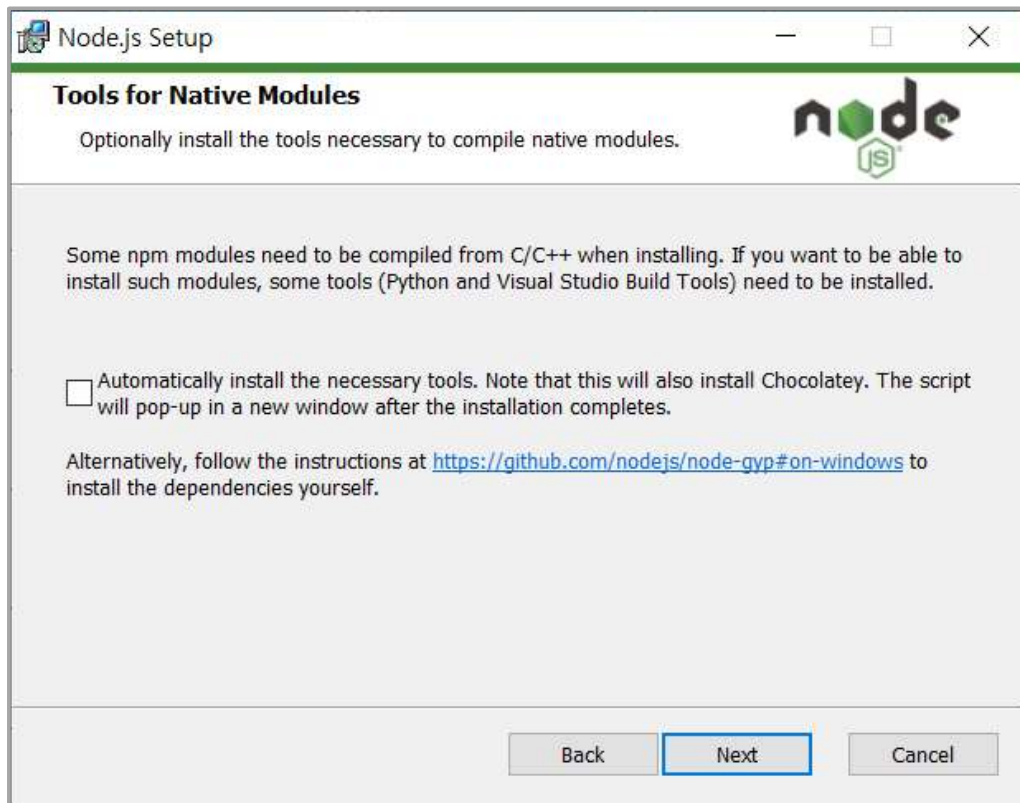 Node.js Setup
Tools for Native Modules
Optionally install the tools necessary to compile native modules.
node
JS
Some npm modules need to be compiled from C/C++ when installing. If you want to be able to
install such modules, some tools (Python and Visual Studio Build Tools) need to be installed.
Automatically install the necessary tools. Note that this will also install Chocolatey. The script
will pop-up in a new window after the installation completes.
Alternatively, follow the instructions at https://github.com/nodejs/node-gyp#on-windows to
install the dependencies yourself.
Back Next Cancel